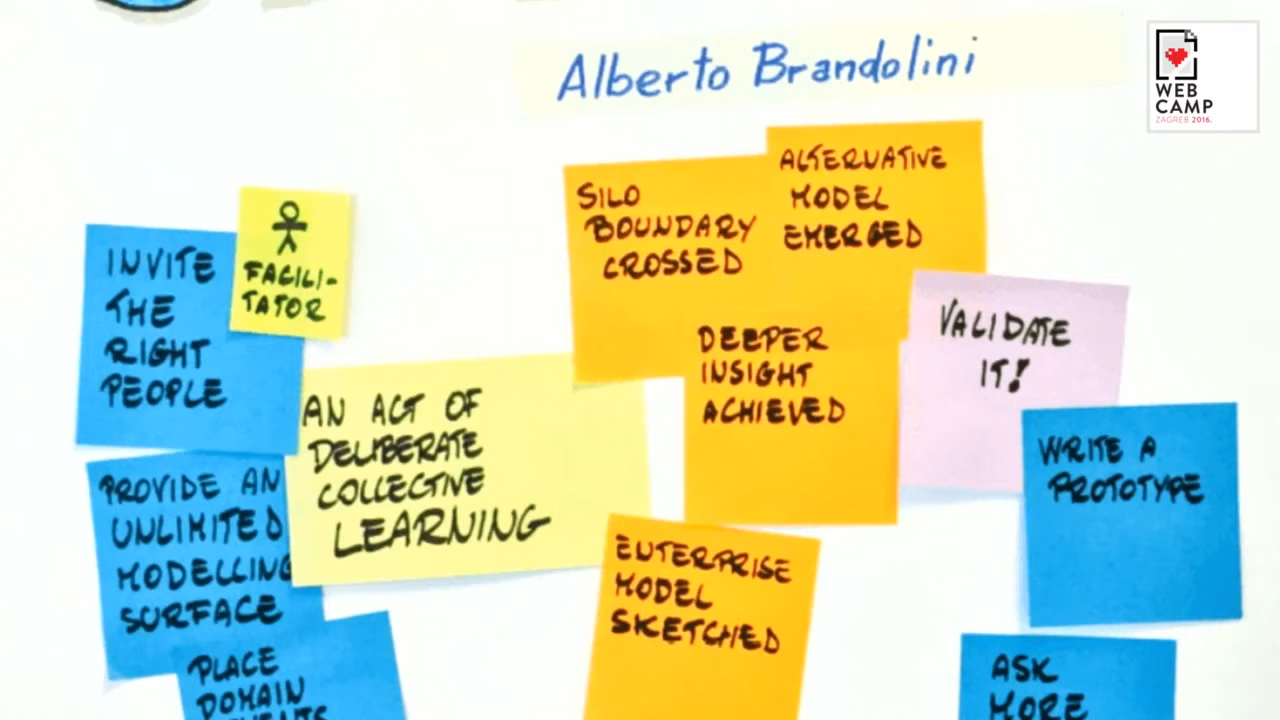 Alberto Brandolini
WEB
CAMP
ZAGREB 2016.
INVITE
THE
RIGHT
PEOPLE
FACILI-
TATOR
PROVIDE AN
UNLIMITED
MODELLING
SURFACE
PLACE
DOMAIN
AN ACT OF
DELIBERATE
COLLECTIVE
LEARNING
SILO
BOUNDARY
CROSSED
ALTERNATIVE
MODEL
EMERGED
DEEPER
INSIGHT
ACHIEVED
ENTERPRISE
MODEL
SKETCHED
VALIDATE
IT!
WRITE A
PROTOTYPE
ASK
MORE